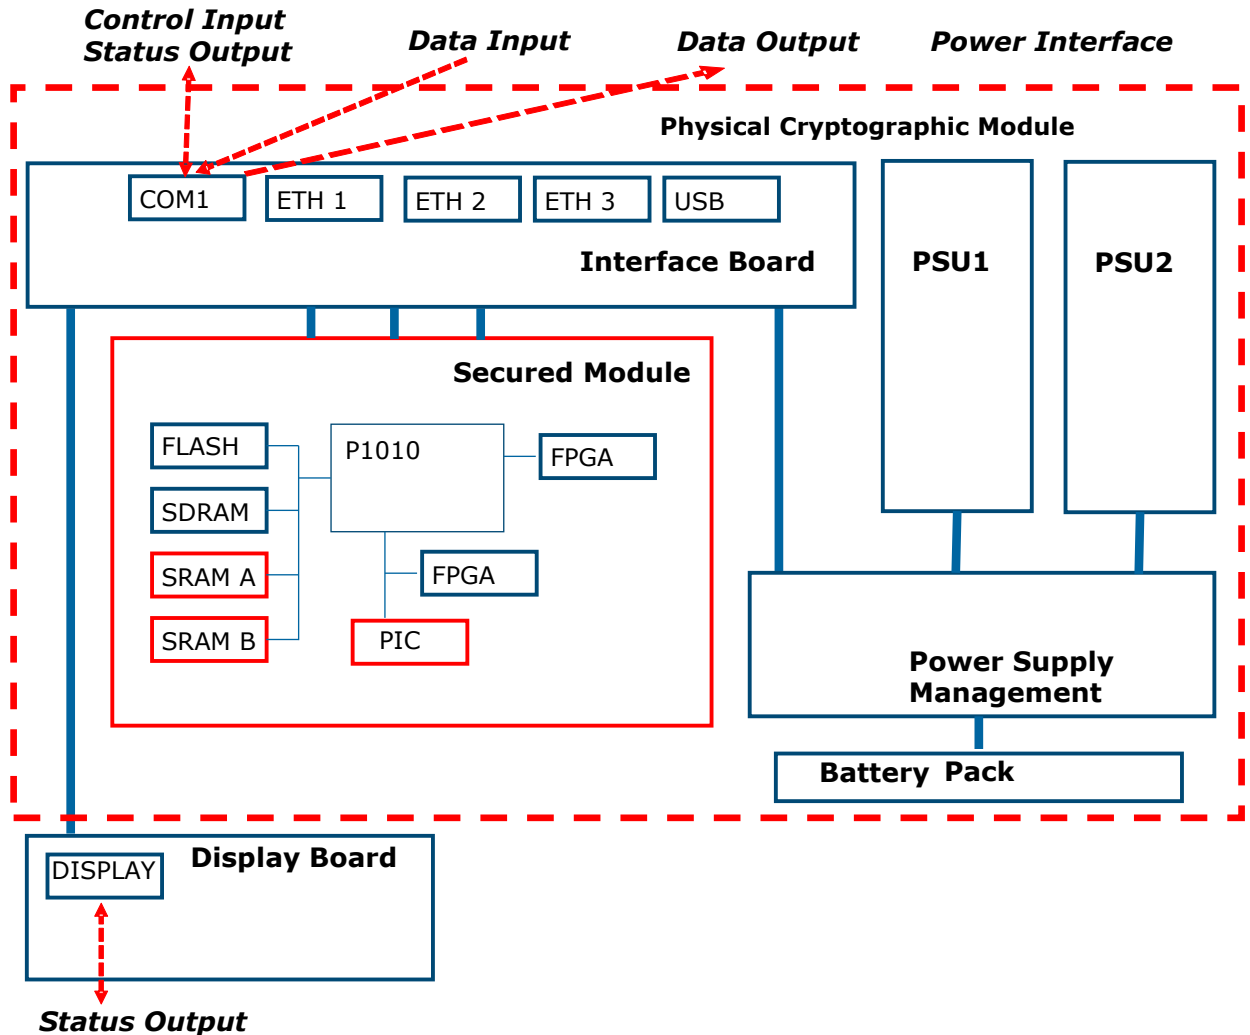 Control Input
Status Output
Data Input
Data Output
Power Interface
Physical Cryptographic Module
COM1
ETH 1
ETH 2
ETH 3
USB
Interface Board
PSU1
PSU2
Secured Module
FLASH
P1010
FPGA
SDRAM
SRAM A
FPGA
SRAM B
PIC
Power Supply
Management
Battery Pack
Display Board
DISPLAY
Status Output